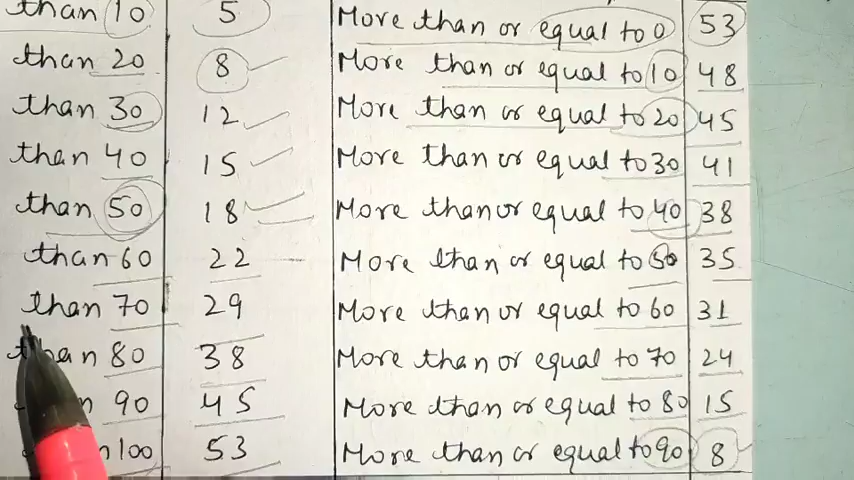 than 10 5 More than or equal to 0 53
than 20 8 More than or equal to 10 48
than 30 12 More than or equal to 20 45
than 40 15 More than or equal to 30 41
than 50 18 More than or equal to 40 38
than 60 22 More than or equal to 50 35
than 70 29 More than or equal to 60 31
than 80 38 More than or equal to 70 24
90 45 More than or equal to 80 15
100 53 More than or equal to 90 8